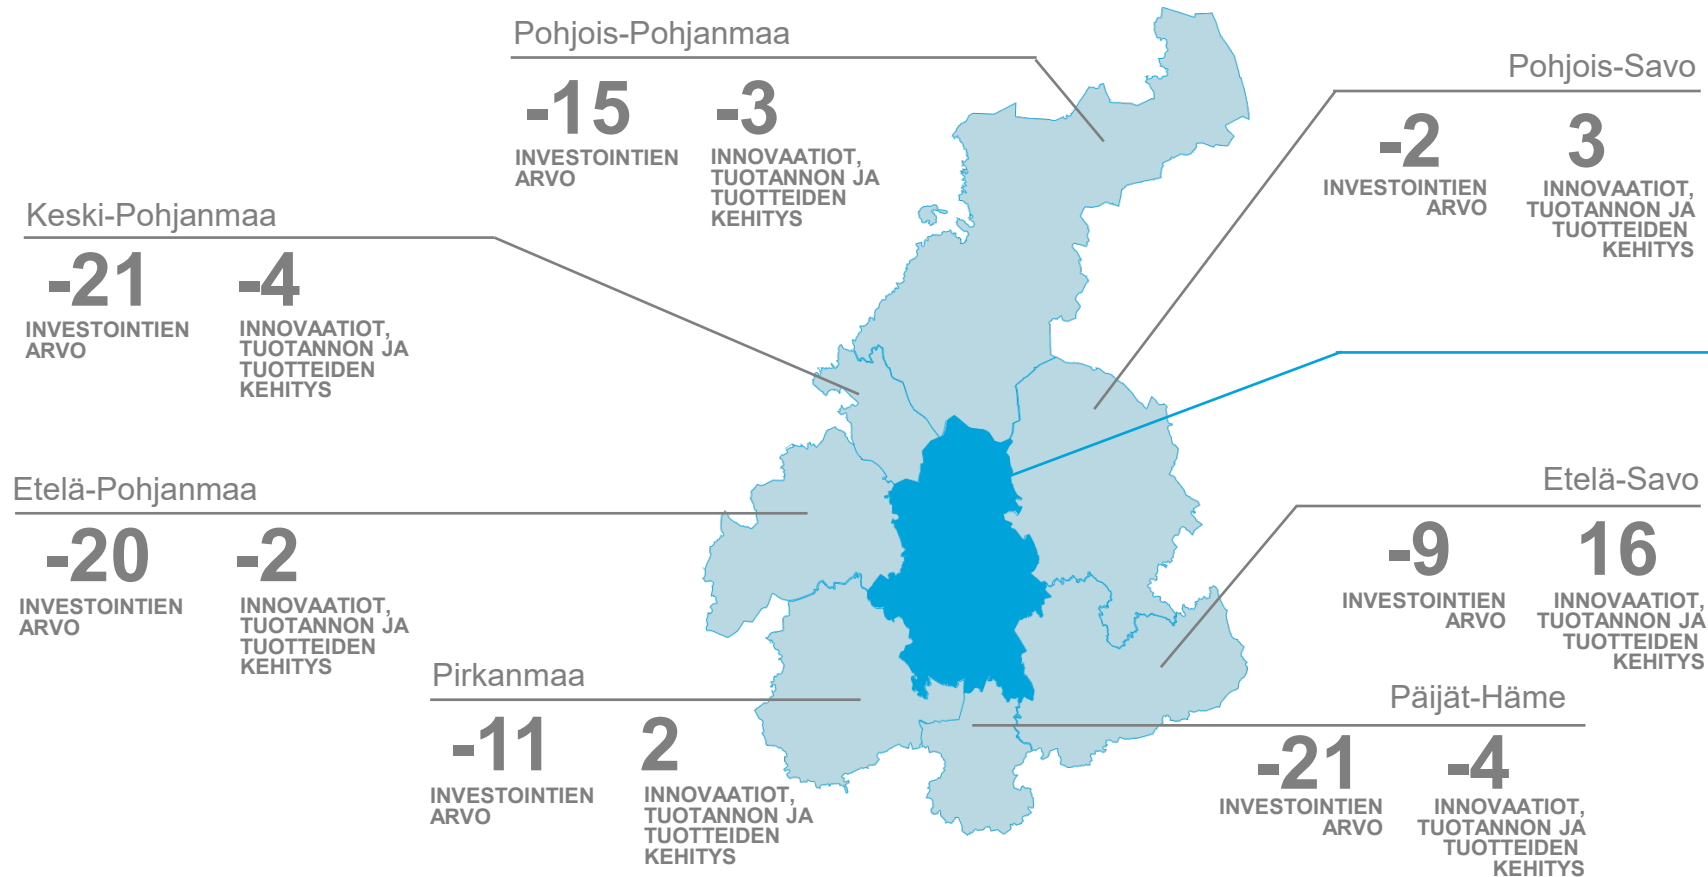 Pohjois-Pohjanmaa
-15
INVESTOINTIEN
ARVO
-3
INNOVAATIOT,
TUOTANNON JA
TUOTTEIDEN
KEHITYS
Pohjois-Savo
-2
INVESTOINTIEN
ARVO
3
INNOVAATIOT,
TUOTANNON JA
TUOTTEIDEN
KEHITYS
Keski-Pohjanmaa
-21
INVESTOINTIEN
ARVO
-4
INNOVAATIOT,
TUOTANNON JA
TUOTTEIDEN
KEHITYS
Etelä-Pohjanmaa
-20
INVESTOINTIEN
ARVO
-2
INNOVAATIOT,
TUOTANNON JA
TUOTTEIDEN
KEHITYS
Etelä-Savo
-9
INVESTOINTIEN
ARVO
16
INNOVAATIOT,
TUOTANNON JA
TUOTTEIDEN
KEHITYS
Pirkanmaa
-11
INVESTOINTIEN
ARVO
2
INNOVAATIOT,
TUOTANNON JA
TUOTTEIDEN
KEHITYS
Päijät-Häme
-21
INVESTOINTIEN
ARVO
-4
INNOVAATIOT,
TUOTANNON JA
TUOTTEIDEN
KEHITYS